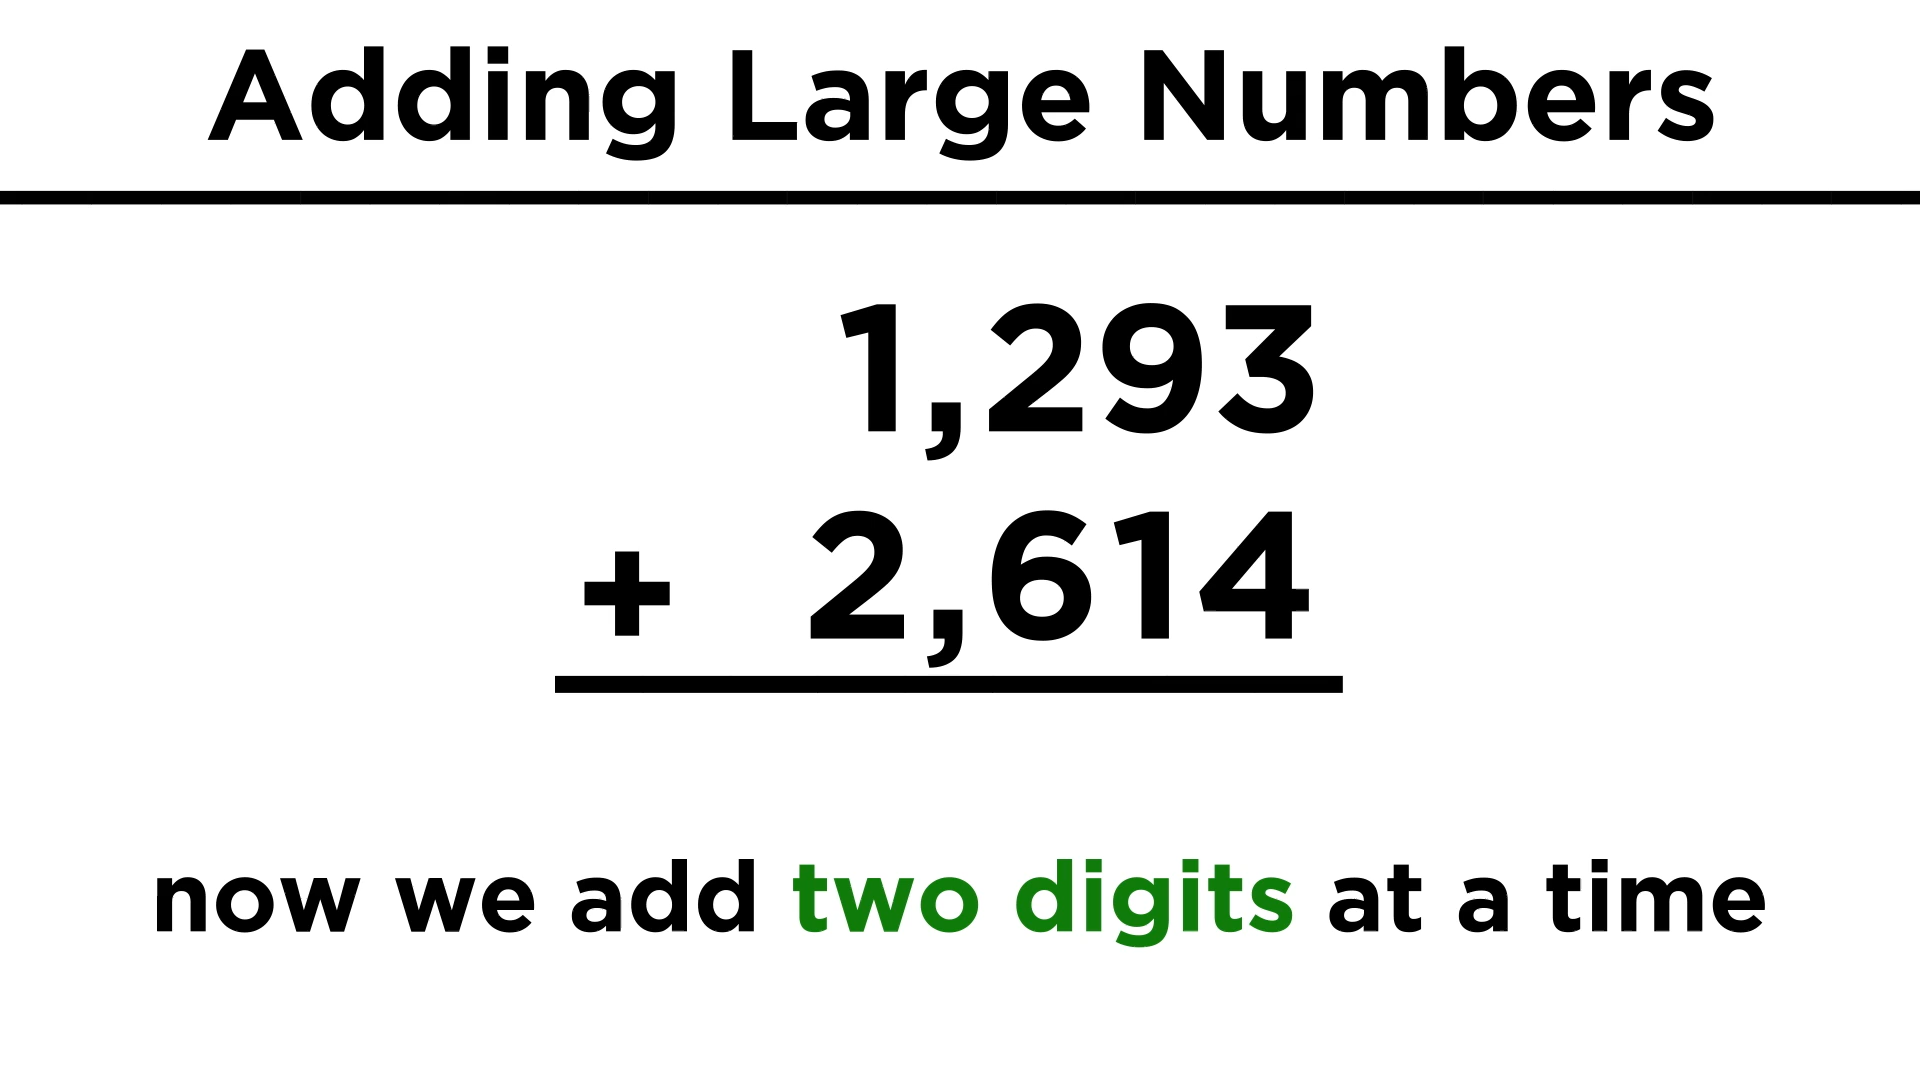 Adding Large Numbers
1,293
+ 2,614
now we add two digits at a time